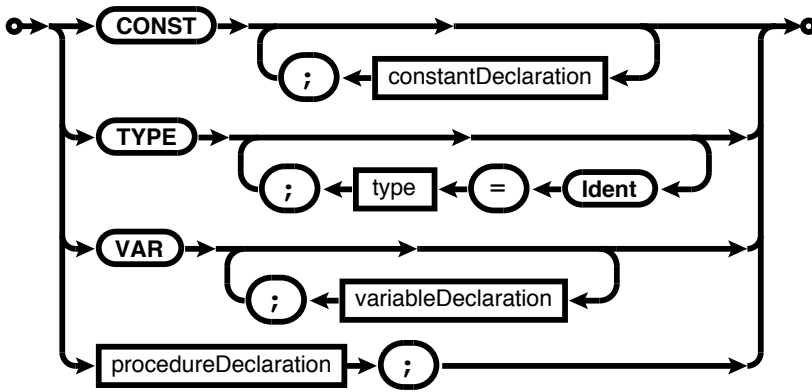 CONST
; constantDeclaration
TYPE
; type = Ident
VAR
; variableDeclaration
procedureDeclaration ;